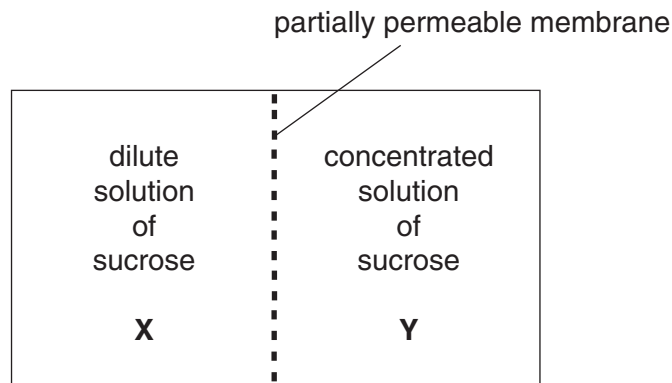 partially permeable membrane
dilute
solution
of
sucrose
X
concentrated
solution
of
sucrose
Y